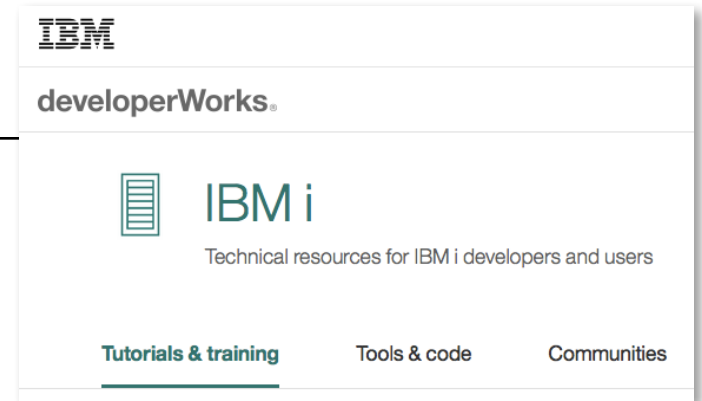 IBM
developerWorks®
IBM i
Technical resources for IBM i developers and users
Tutorials & training Tools & code Communities